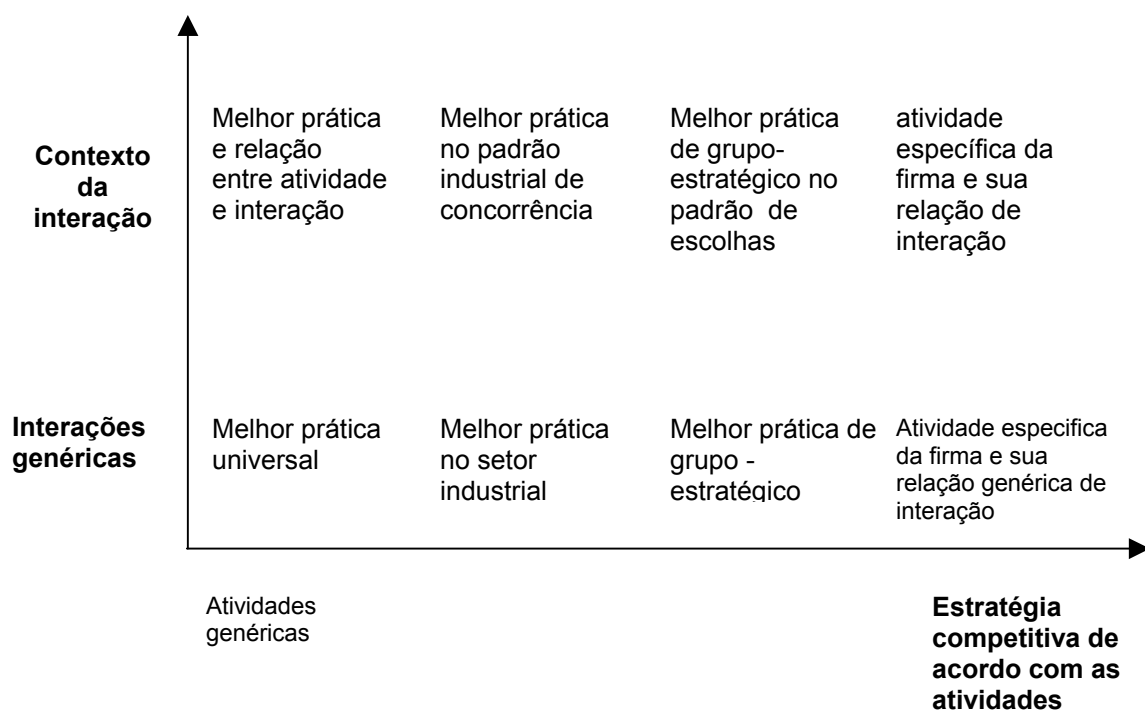 Contexto
da
interação
Melhor prática
e relação
entre atividade
e interação
Melhor prática
no padrão
industrial de
concorrência
Melhor prática
de grupo-
estratégico no
padrão de
escolhas
atividade
específica da
firma e sua
relação de
interação
Interações
genéricas
Melhor prática
universal
Melhor prática
no setor
industrial
Melhor prática de
grupo -
estratégico
Atividade especifica
da firma e sua
relação genérica de
interação
Atividades
genéricas
Estratégia
competitiva de
acordo com as
atividades